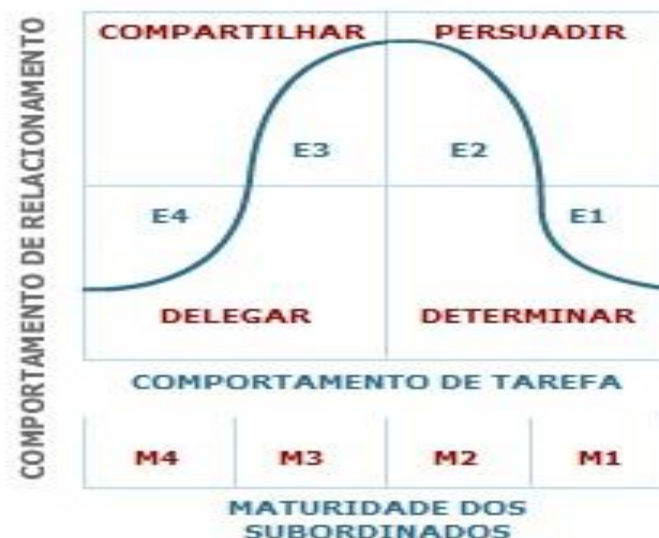 COMPORTAMENTO DE RELACIONAMENTO
COMPARTILHAR PERSUADIR
E3 E2
E4 E1
DELEGAR DETERMINAR
COMPORTAMENTO DE TAREFA
M4 M3 M2 M1
MATURIDADE DOS
SUBORDINADOS